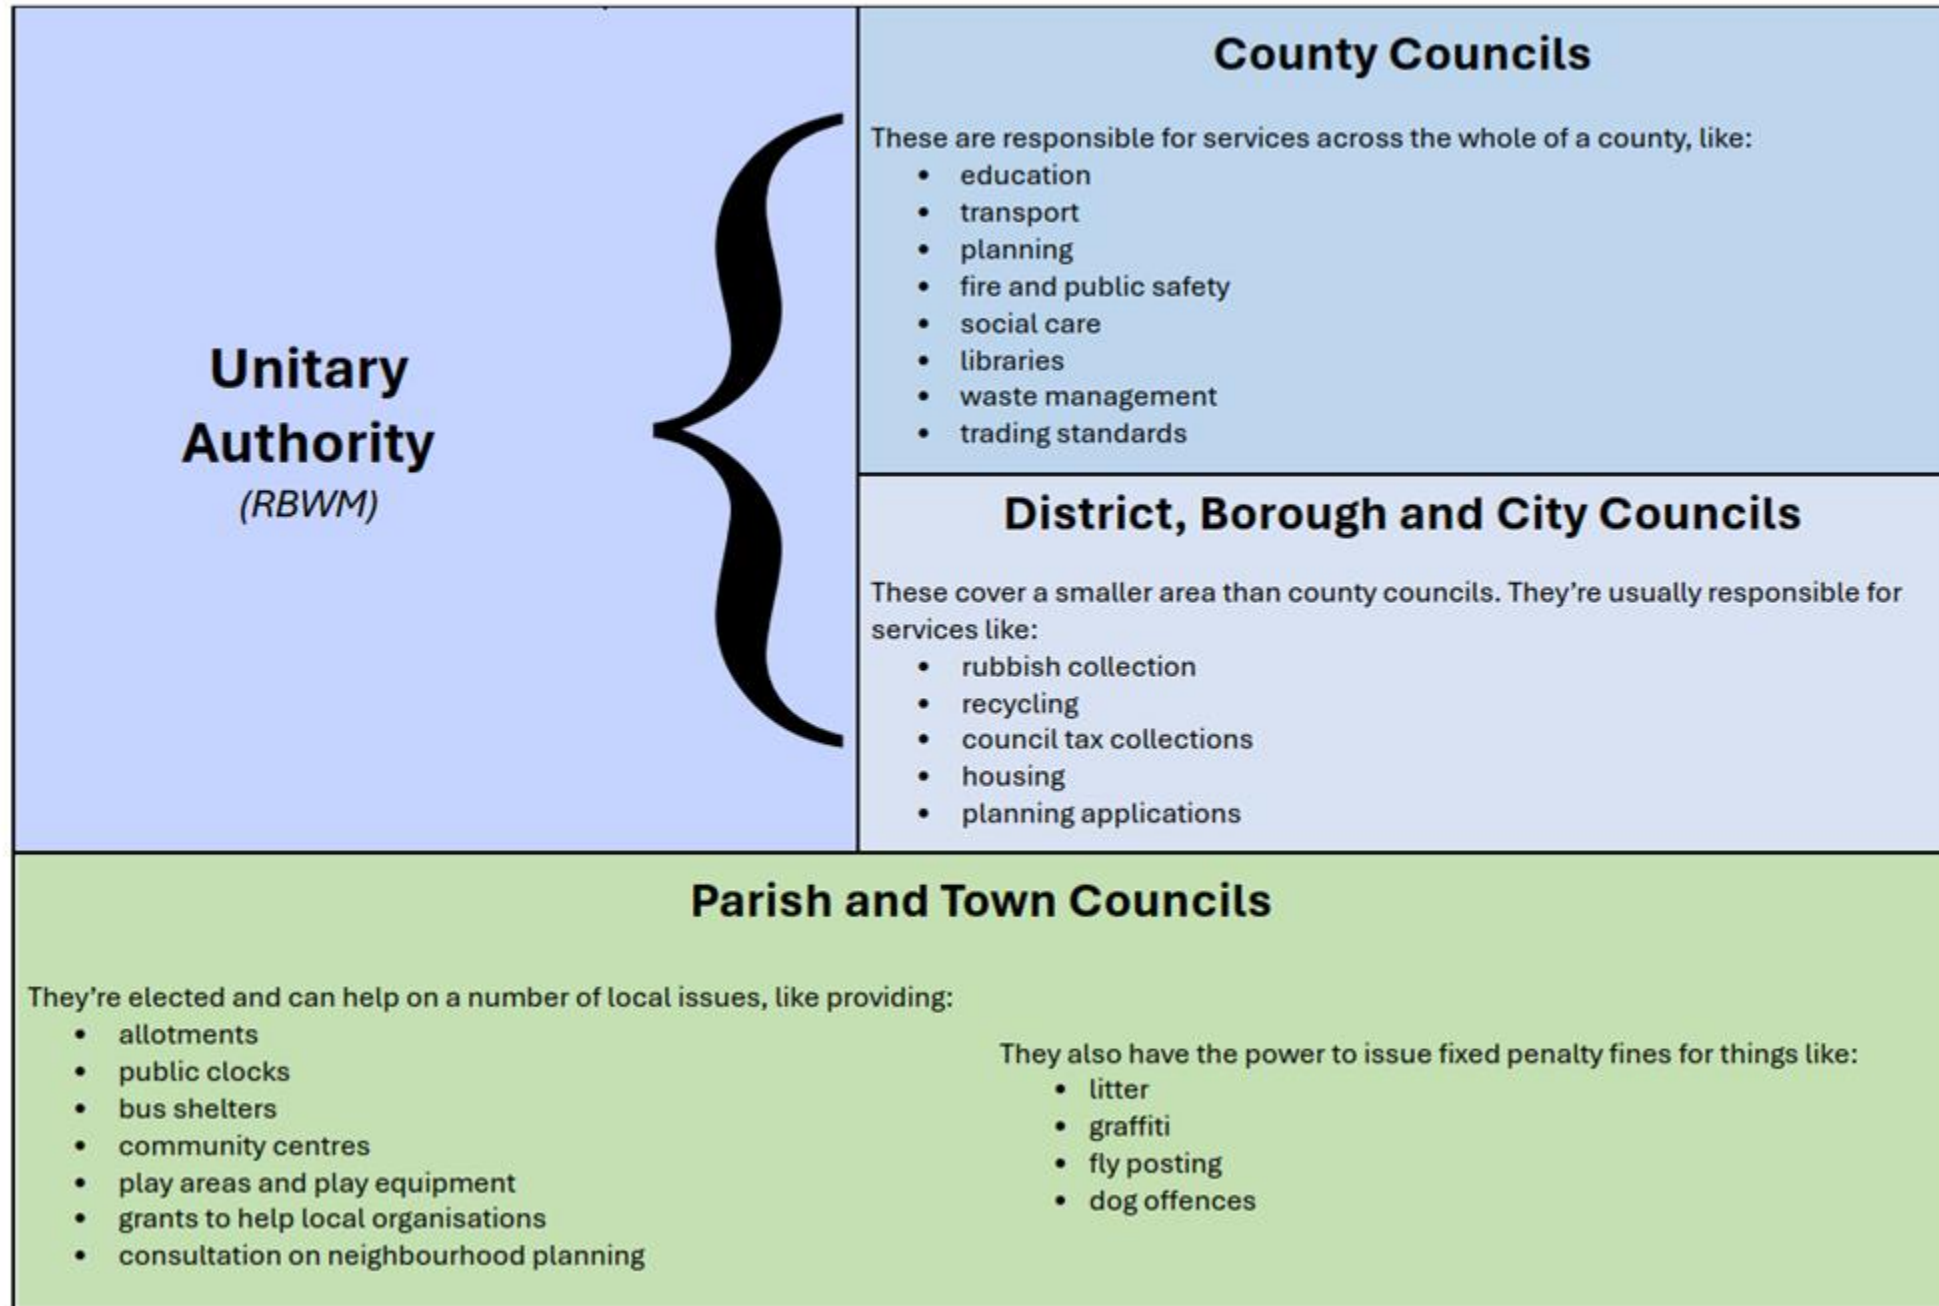 Unitary
Authority
(RBWM)
County Councils
These are responsible for services across the whole of a county, like:
• education
• transport
• planning
• fire and public safety
• social care
• libraries
• waste management
• trading standards
District, Borough and City Councils
These cover a smaller area than county councils. They’re usually responsible for
services like:
• rubbish collection
• recycling
• council tax collections
• housing
• planning applications
Parish and Town Councils
They’re elected and can help on a number of local issues, like providing:
• allotments
• public clocks
• bus shelters
• community centres
• play areas and play equipment
• grants to help local organisations
• consultation on neighbourhood planning
They also have the power to issue fixed penalty fines for things like:
• litter
• graffiti
• fly posting
• dog offences